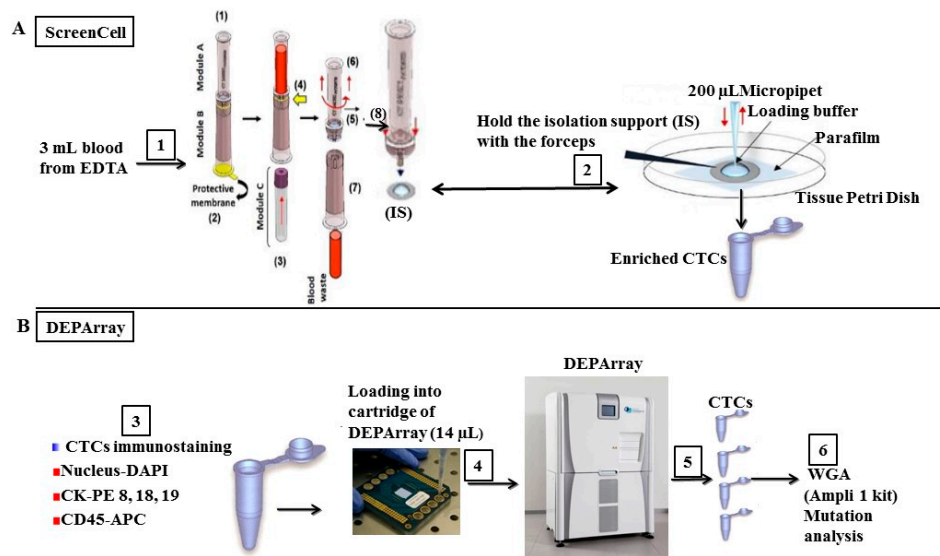 A
ScreenCell
(1)
Module A
Module B
3 mL blood
from EDTA
1
Protective
membrane
(2)
(4)
Module C
(3)
(6)
(5)
(7)
Blood
waste
(8)
(IS)
Hold the isolation support (IS)
with the forceps
2
200 µLMicropipet
Loading buffer
Parafilm
Tissue Petri Dish
Enriched CTCs
B
DEPArray
3
CTCs immunostaining
Nucleus-DAPI
CK-PE 8, 18, 19
CD45-APC
Loading into
cartridge of
DEPArray (14 µL)
4
DEPArray
5
CTCs
6
WGA
(Ampli 1 kit)
Mutation
analysis